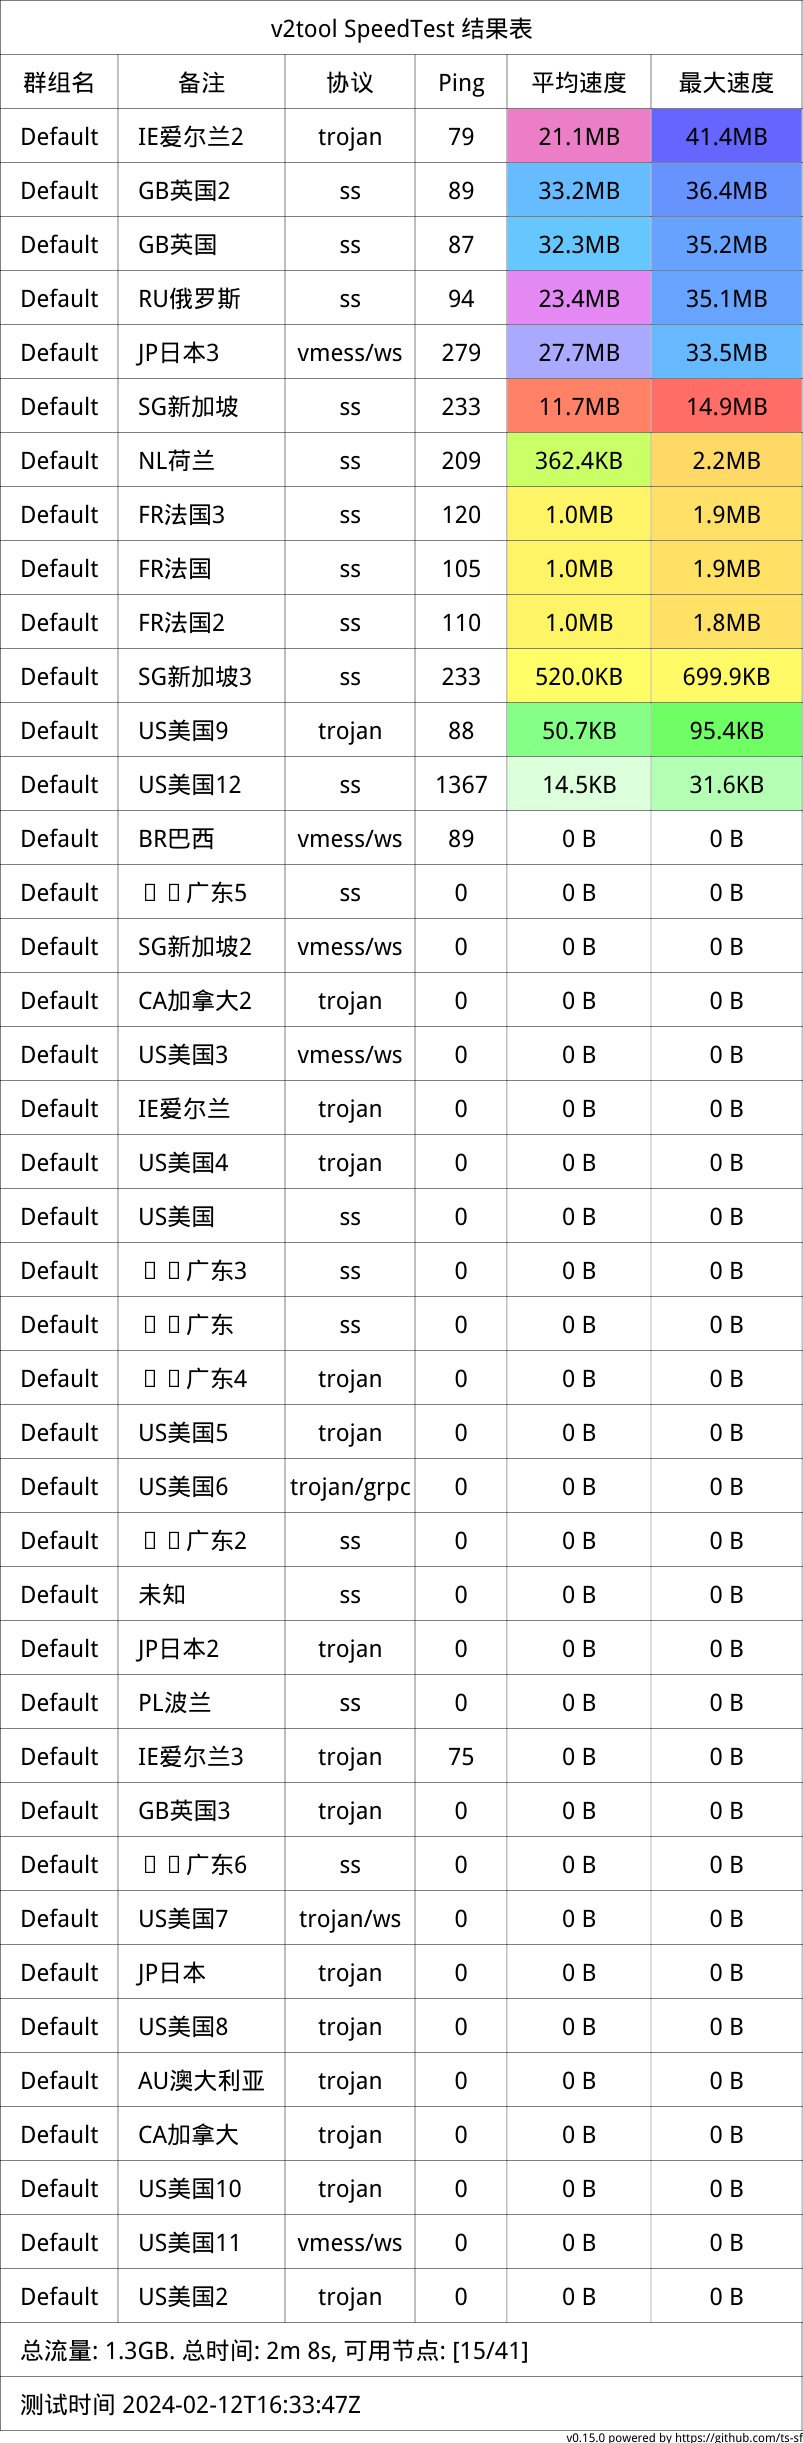 v2tool SpeedTest 结果表
群组名 备注 协议 Ping 平均速度 最大速度
Default IE爱尔兰2 trojan 79 21.1MB 41.4MB
Default GB英国2 ss 89 33.2MB 36.4MB
Default GB英国 ss 87 32.3MB 35.2MB
Default RU俄罗斯 ss 94 23.4MB 35.1MB
Default JP日本3 vmess/ws 279 27.7MB 33.5MB
Default SG新加坡 ss 233 11.7MB 14.9MB
Default NL荷兰 ss 209 362.4KB 2.2MB
Default FR法国3 ss 120 1.0MB 1.9MB
Default FR法国 ss 105 1.0MB 1.9MB
Default FR法国2 ss 110 1.0MB 1.8MB
Default SG新加坡3 ss 233 520.0KB 699.9KB
Default US美国9 trojan 88 50.7KB 95.4KB
Default US美国12 ss 1367 14.5KB 31.6KB
Default BR巴西 vmess/ws 89 0 B 0 B
Default 广东5 ss 0 0 B 0 B
Default SG新加坡2 vmess/ws 0 0 B 0 B
Default CA加拿大2 trojan 0 0 B 0 B
Default US美国3 vmess/ws 0 0 B 0 B
Default IE爱尔兰 trojan 0 0 B 0 B
Default US美国4 trojan 0 0 B 0 B
Default US美国 ss 0 0 B 0 B
Default 广东3 ss 0 0 B 0 B
Default 广东 ss 0 0 B 0 B
Default 广东4 trojan 0 0 B 0 B
Default US美国5 trojan 0 0 B 0 B
Default US美国6 trojan/grpc 0 0 B 0 B
Default 广东2 ss 0 0 B 0 B
Default 未知 ss 0 0 B 0 B
Default JP日本2 trojan 0 0 B 0 B
Default PL波兰 ss 0 0 B 0 B
Default IE爱尔兰3 trojan 75 0 B 0 B
Default GB英国3 trojan 0 0 B 0 B
Default 广东6 ss 0 0 B 0 B
Default US美国7 trojan/ws 0 0 B 0 B
Default JP日本 trojan 0 0 B 0 B
Default US美国8 trojan 0 0 B 0 B
Default AU澳大利亚 trojan 0 0 B 0 B
Default CA加拿大 trojan 0 0 B 0 B
Default US美国10 trojan 0 0 B 0 B
Default US美国11 vmess/ws 0 0 B 0 B
Default US美国2 trojan 0 0 B 0 B
总流量: 1.3GB. 总时间: 2m 8s, 可用节点: [15/41]
测试时间 2024-02-12T16:33:47Z
v0.15.0 powered by https://github.com/ts-sf